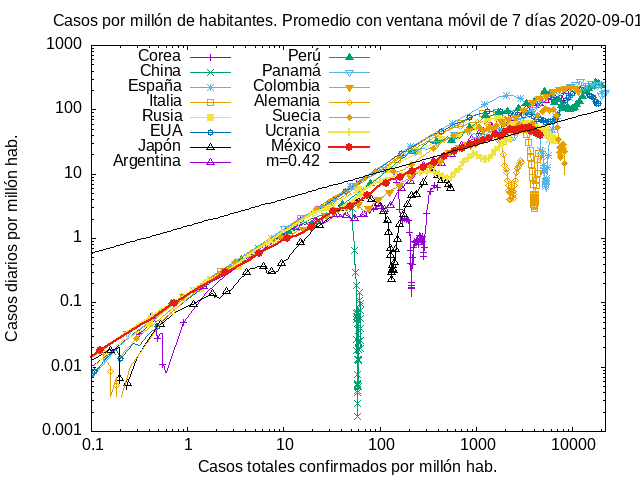 Casos por millón de habitantes. Promedio con ventana móvil de 7 días 2020-09-01
Casos diarios por millón hab.
1000
100
10
1
0.1
0.01
0.001
Corea
China
España
Italia
Rusia
EUA
Japón
Argentina
Perú
Panamá
Colombia
Alemania
Suecia
Ucrania
México
m=0.42
0.1 1 10 100 1000 10000
Casos totales confirmados por millón hab.